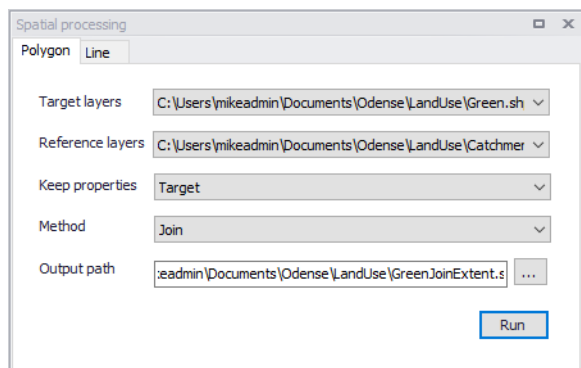 Spatial processing
Polygon Line
Target layers C:\Users\mikeadmin\Documents\Odense\LandUse\Green.sh
Reference layers C:\Users\mikeadmin\Documents\Odense\LandUse\Catchmer
Keep properties Target
Method Join
Output path :eadmin\Documents\Odense\LandUse\GreenJoinExtent.s ...
Run